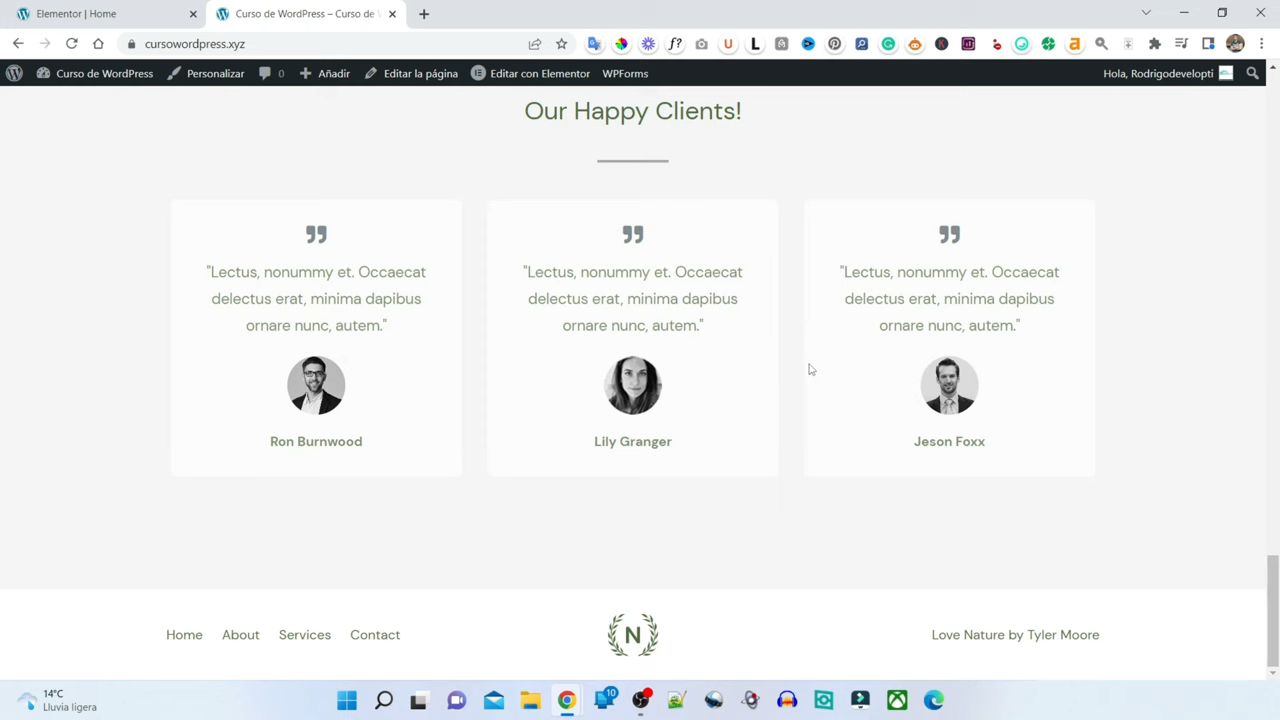 Elementor | Home
Curso de WordPress – Curso de W
cursowordpress.xyz
Curso de WordPress
Personalizar
0
Añadir
Editar la página
Editar con Elementor
WPForms
Hola, Rodrigodevelopti
Our Happy Clients!
"Lectus, nonummy et. Occaecat
delectus erat, minima dapibus
ornare nunc, autem."
Ron Burnwood
"Lectus, nonummy et. Occaecat
delectus erat, minima dapibus
ornare nunc, autem."
Lily Granger
"Lectus, nonummy et. Occaecat
delectus erat, minima dapibus
ornare nunc, autem."
Jeson Foxx
Home About Services Contact
N
Love Nature by Tyler Moore
14°C
Lluvia ligera
10